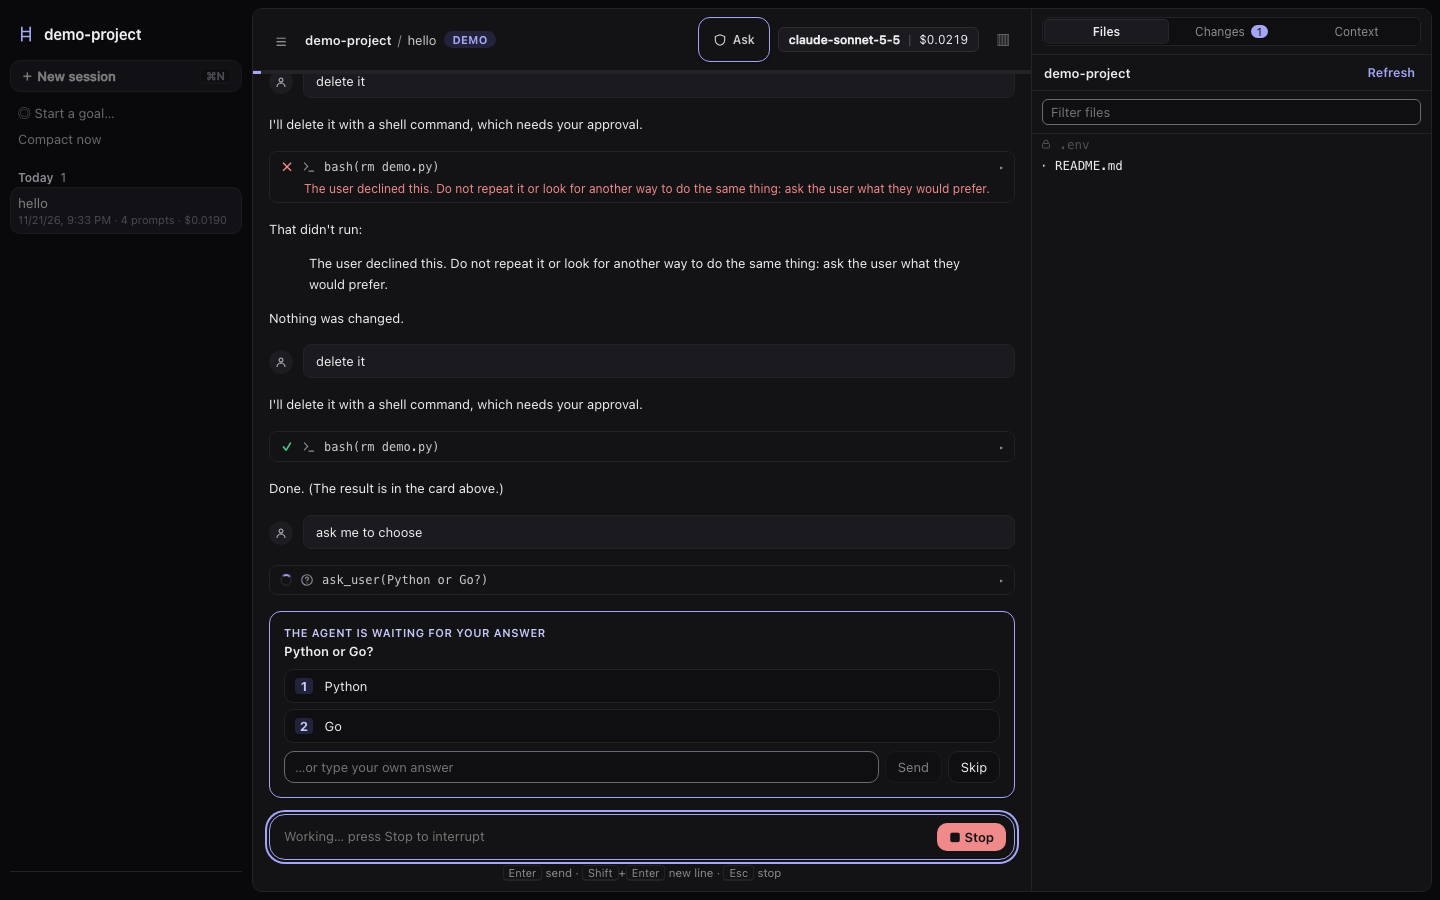 demo-project
+ New session ⌘N
Start a goal...
Compact now
Today 1
hello
11/21/26, 9:33 PM · 4 prompts · $0.0190
demo-project / hello DEMO
Ask
claude-sonnet-5-5 | $0.0219
delete it
I'll delete it with a shell command, which needs your approval.
bash(rm demo.py)
The user declined this. Do not repeat it or look for another way to do the same thing: ask the user what they would prefer.
That didn't run:
The user declined this. Do not repeat it or look for another way to do the same thing: ask the user what they
would prefer.
Nothing was changed.
delete it
I'll delete it with a shell command, which needs your approval.
bash(rm demo.py)
Done. (The result is in the card above.)
ask me to choose
ask_user(Python or Go?)
THE AGENT IS WAITING FOR YOUR ANSWER
Python or Go?
1 Python
2 Go
...or type your own answer
Send
Skip
Working... press Stop to interrupt
Stop
Enter send · Shift+Enter new line · Esc stop
Files
Changes 1
Context
demo-project
Refresh
Filter files
.env
· README.md